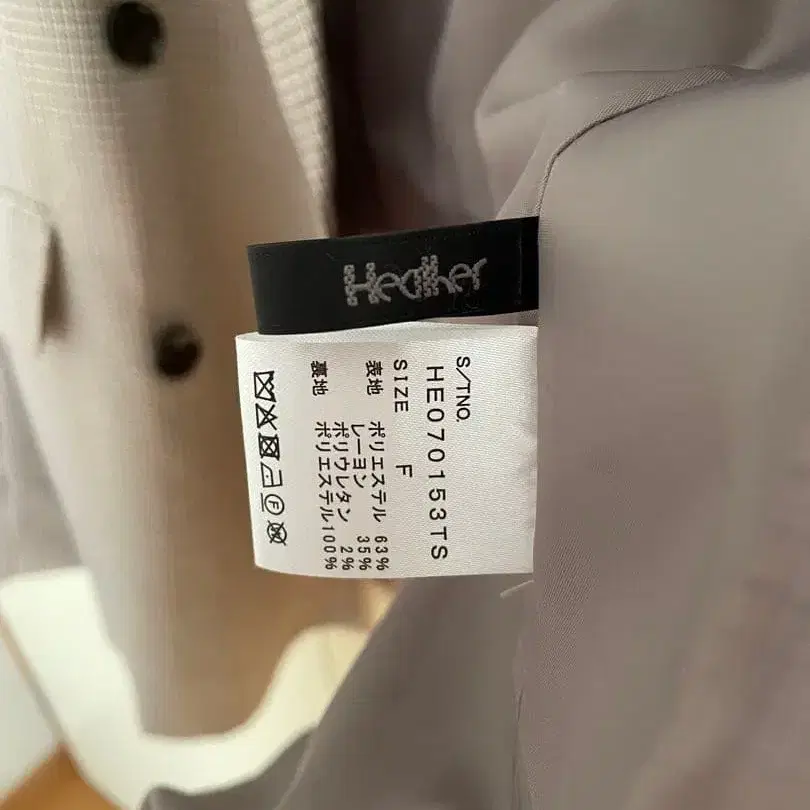 S/TNO.
HE070153TS
SIZE F
表地 ポリエステル 63%
レーヨン 35%
ポリウレタン 2%
裏地 ポリエステル100%
F